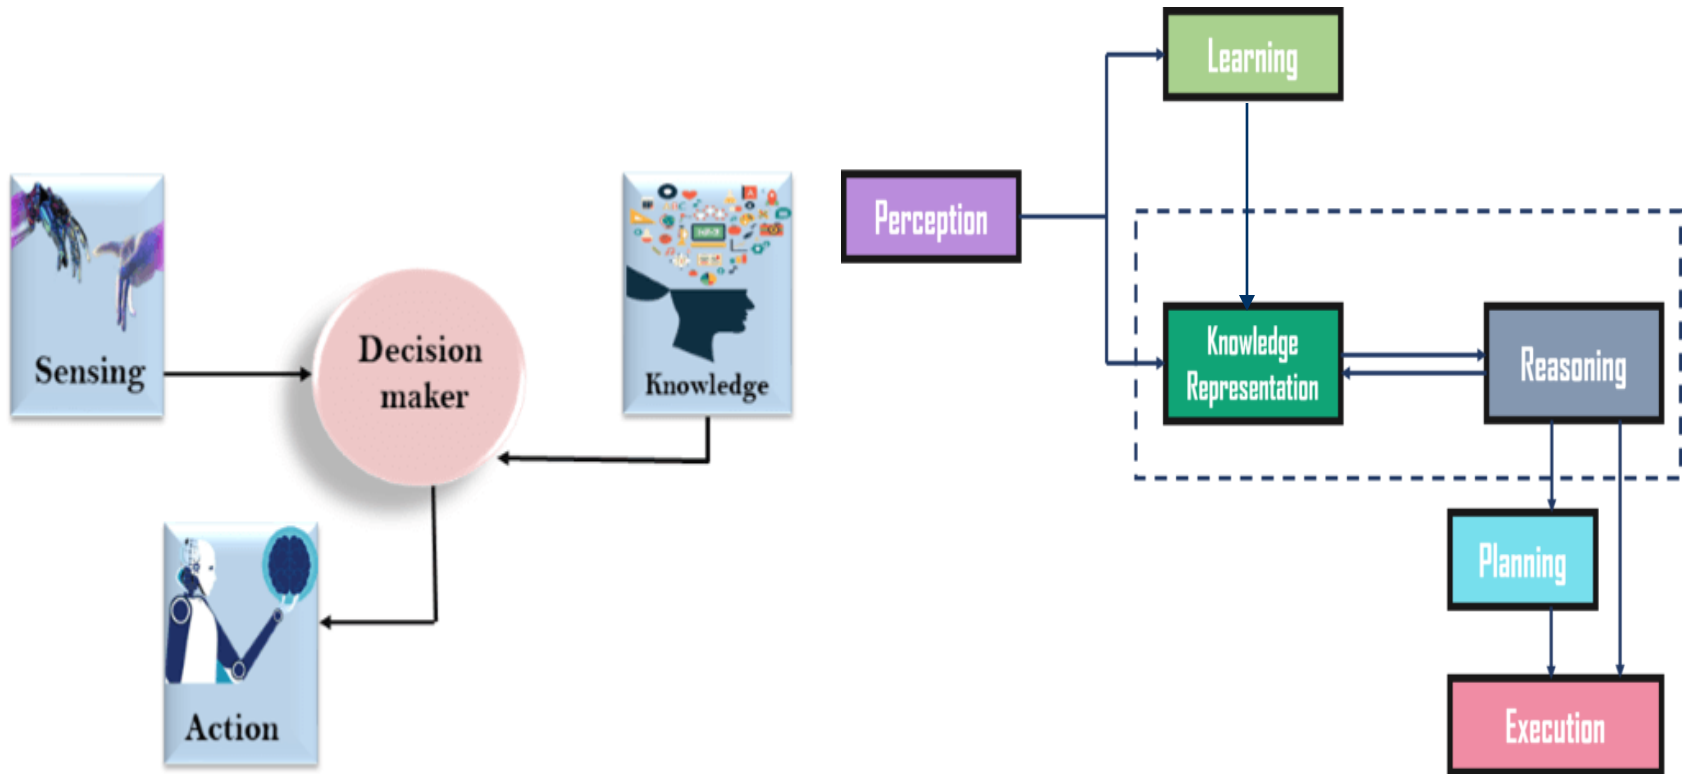 Sensing
Decision
maker
Knowledge
Action
Learning
Perception
Knowledge
Representation
Reasoning
Planning
Execution